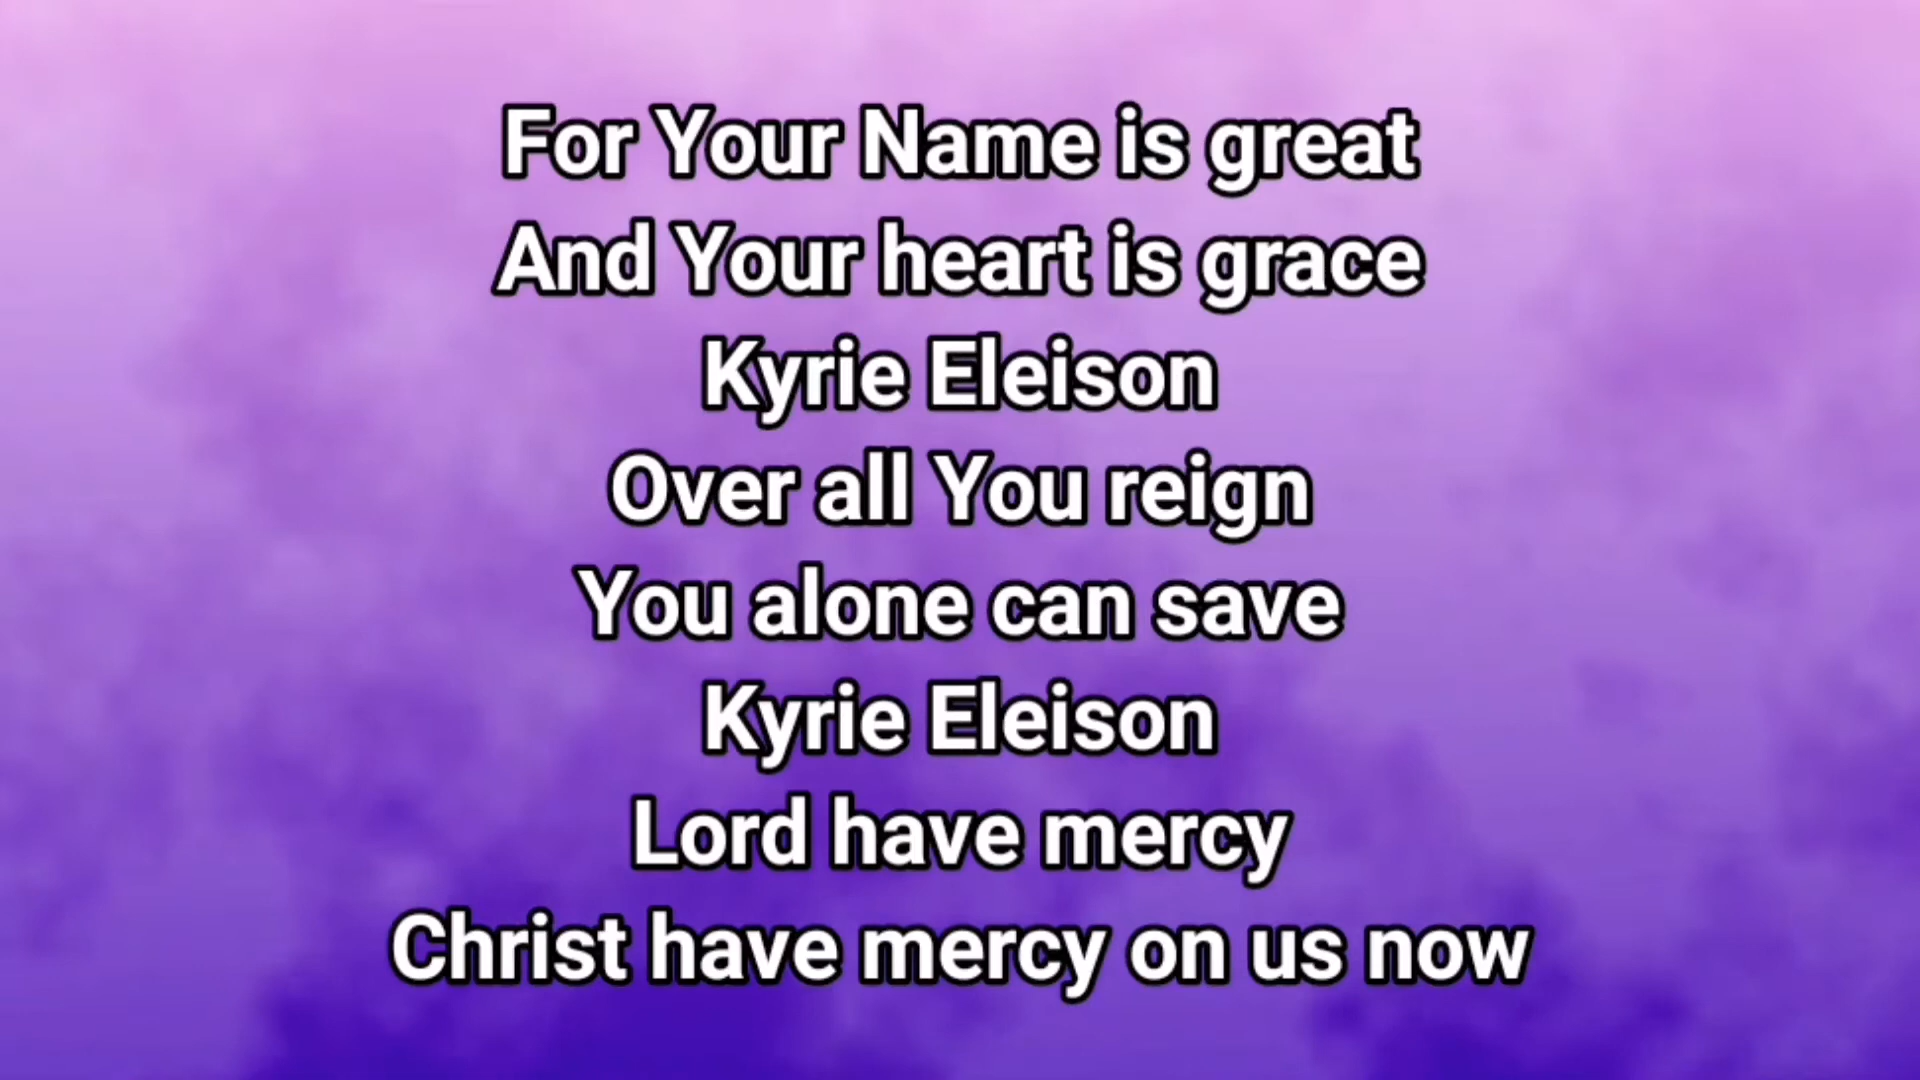 For Your Name is great
And Your heart is grace
Kyrie Eleison
Over all You reign
You alone can save
Kyrie Eleison
Lord have mercy
Christ have mercy on us now